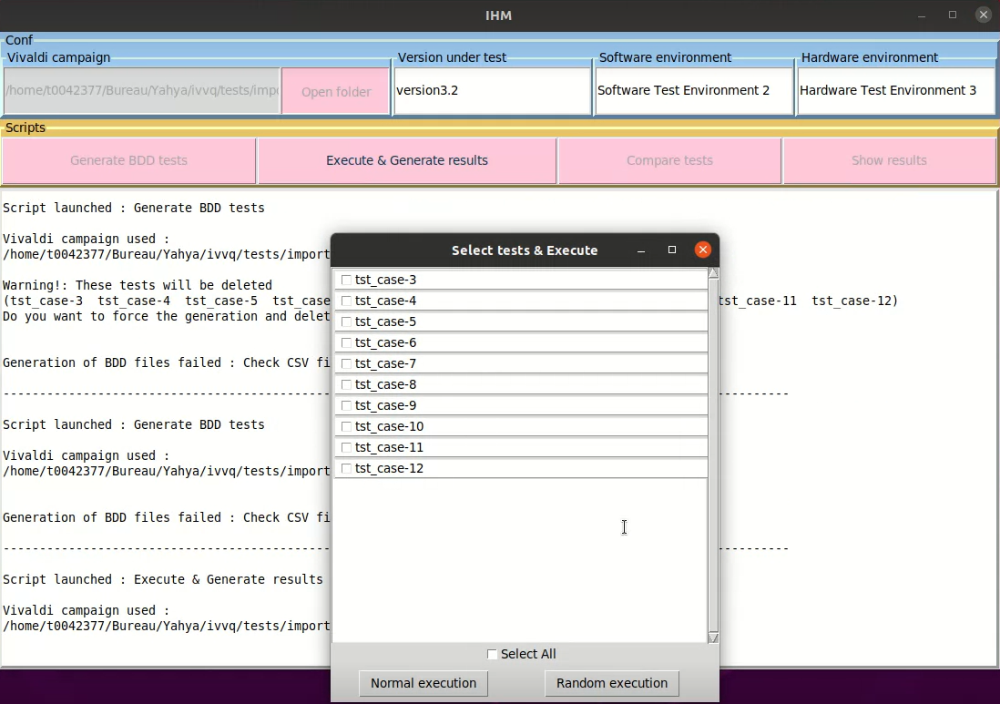 IHM
Conf
Vivaldi campaign
Version under test
Software environment
Hardware environment
/home/t0042377/Bureau/Yahya/ivvq/tests/impo
Open folder
version3.2
Software Test Environment 2
Hardware Test Environment 3
Scripts
Generate BDD tests
Execute & Generate results
Compare tests
Show results
Script launched : Generate BDD tests
Vivaldi campaign used :
/home/t0042377/Bureau/Yahya/ivvq/tests/import
Warning!: These tests will be deleted
(tst_case-3 tst_case-4 tst_case-5 tst_case
tst_case-11 tst_case-12)
Do you want to force the generation and delet
Generation of BDD files failed : Check CSV fi
--------------------------------------------------------
Script launched : Generate BDD tests
Vivaldi campaign used :
/home/t0042377/Bureau/Yahya/ivvq/tests/import
Generation of BDD files failed : Check CSV fi
--------------------------------------------------------
Script launched : Execute & Generate results
Vivaldi campaign used :
/home/t0042377/Bureau/Yahya/ivvq/tests/import
Select tests & Execute
tst_case-3
tst_case-4
tst_case-5
tst_case-6
tst_case-7
tst_case-8
tst_case-9
tst_case-10
tst_case-11
tst_case-12
Select All
Normal execution
Random execution